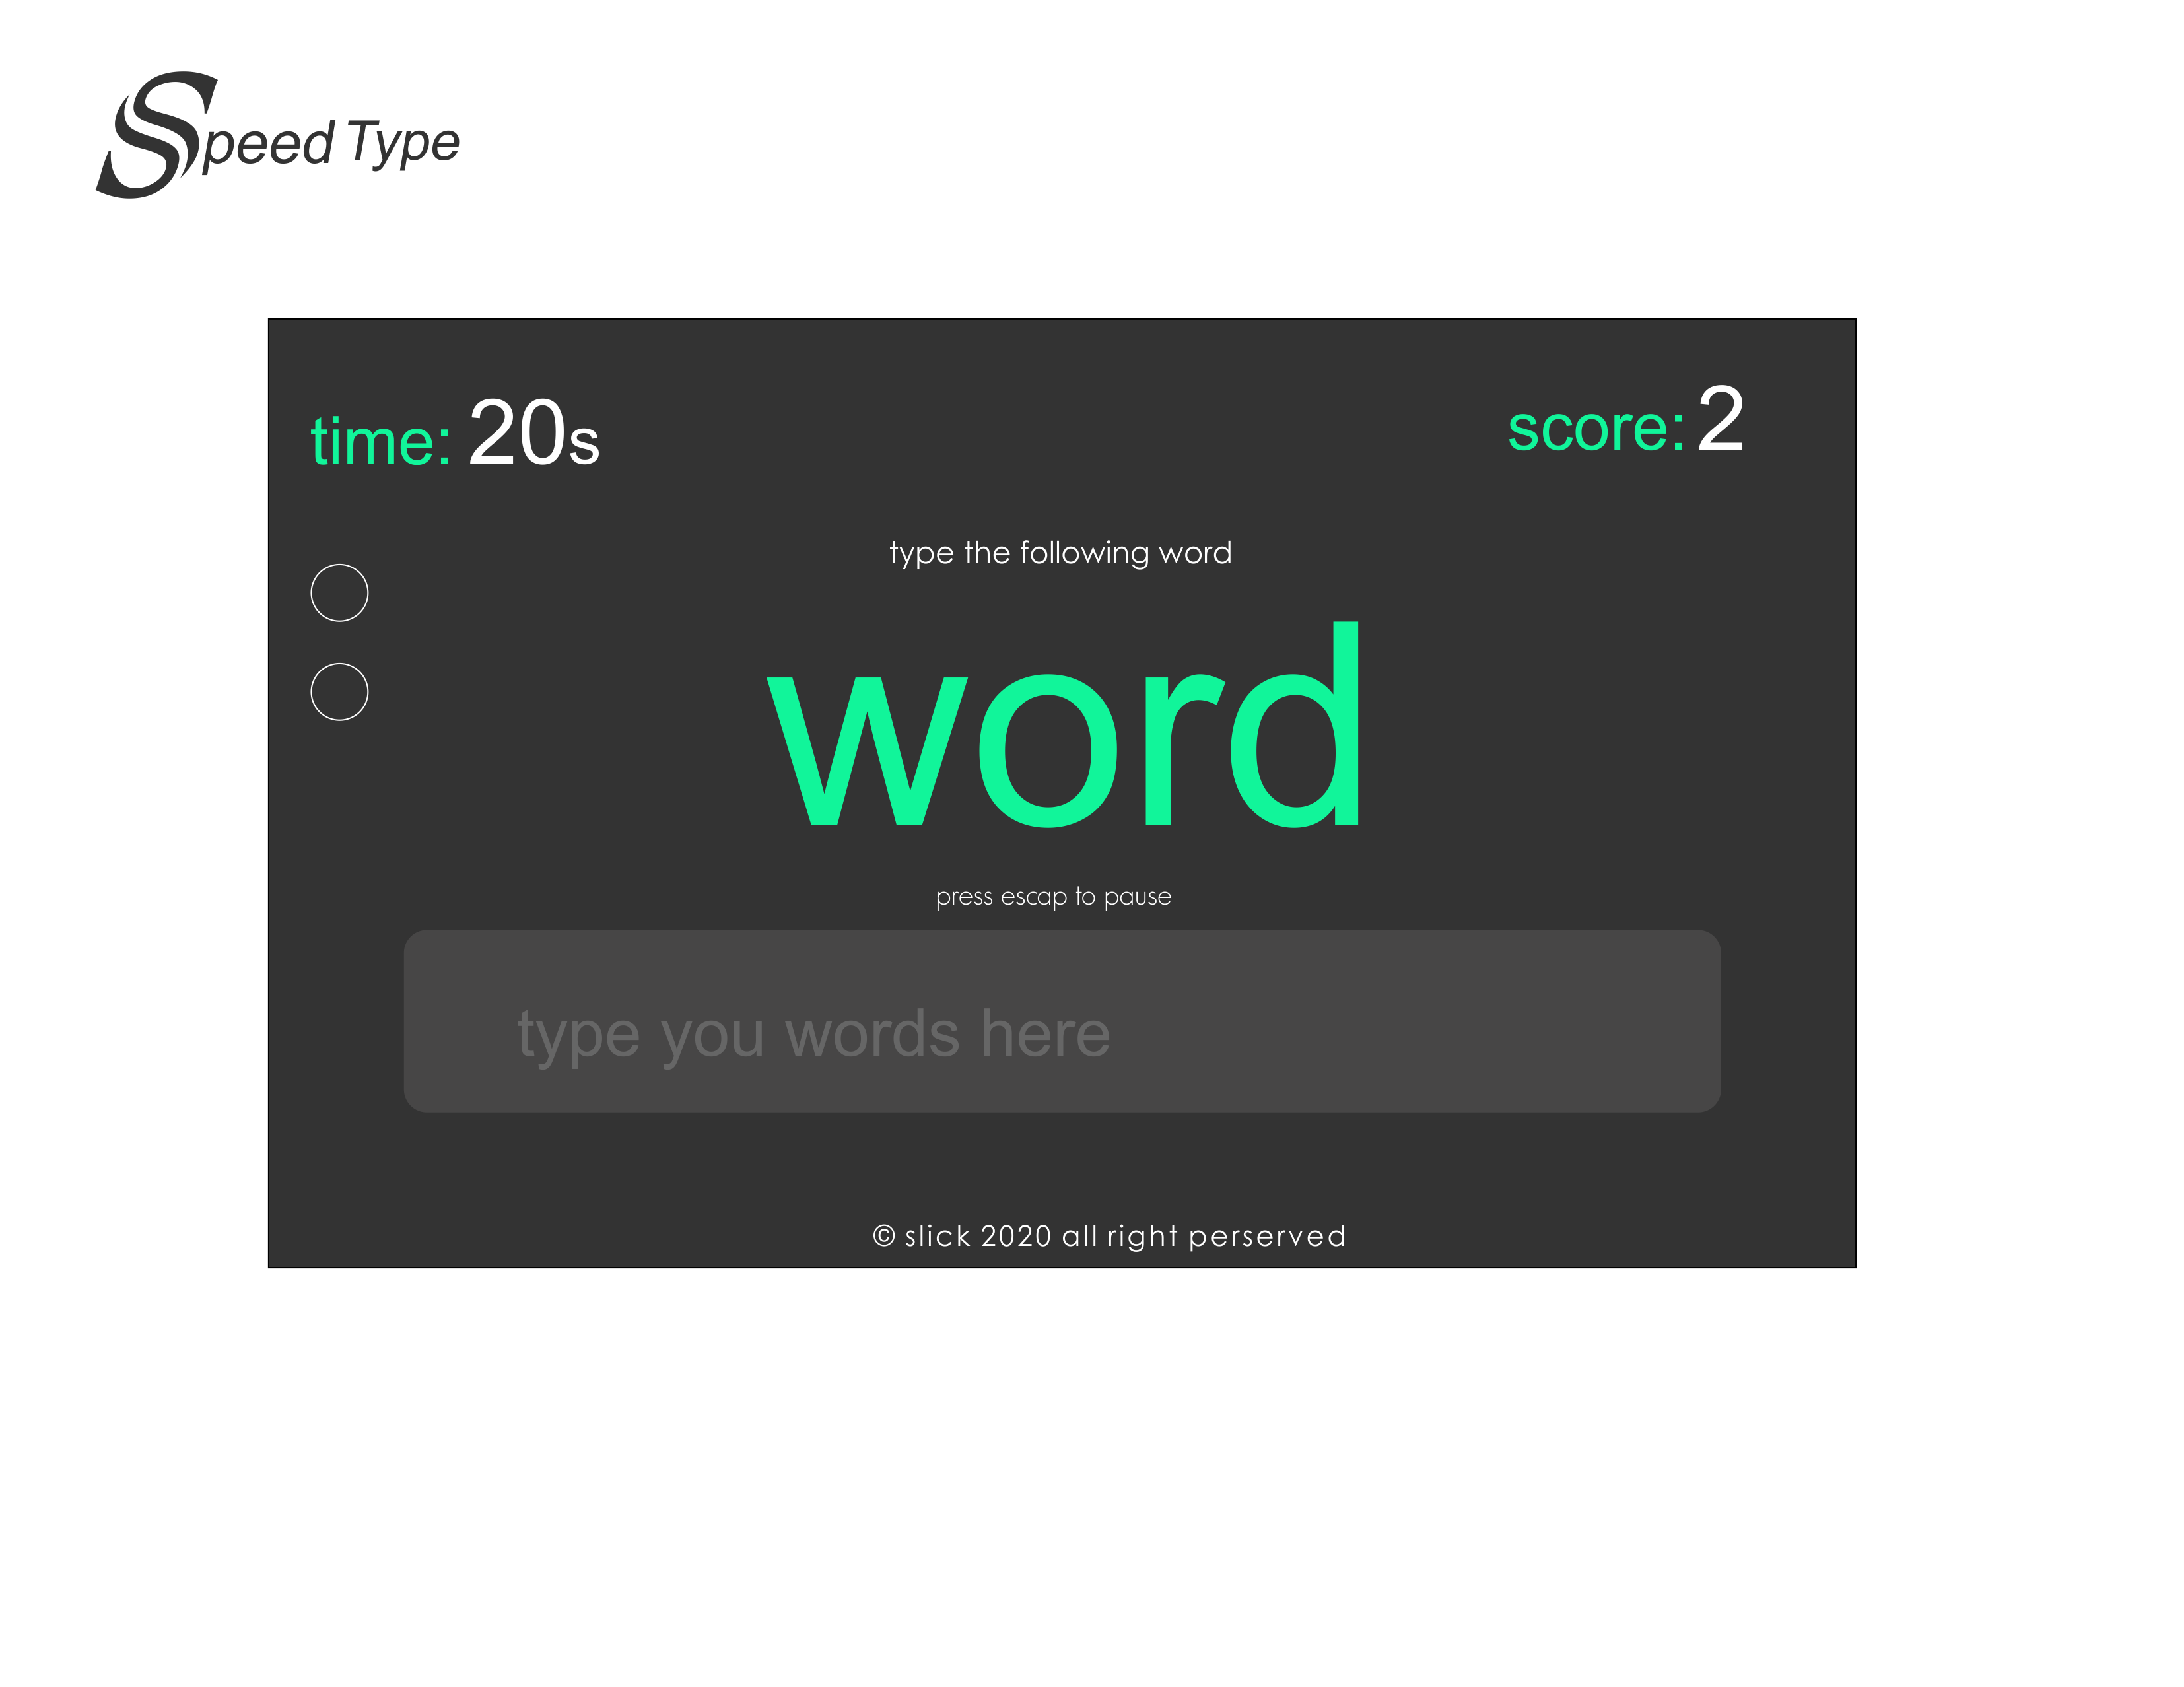 Speed Type
time: 20s
score: 2
type the following word
word
press escap to pause
type you words here
© slick 2020 all right perserved